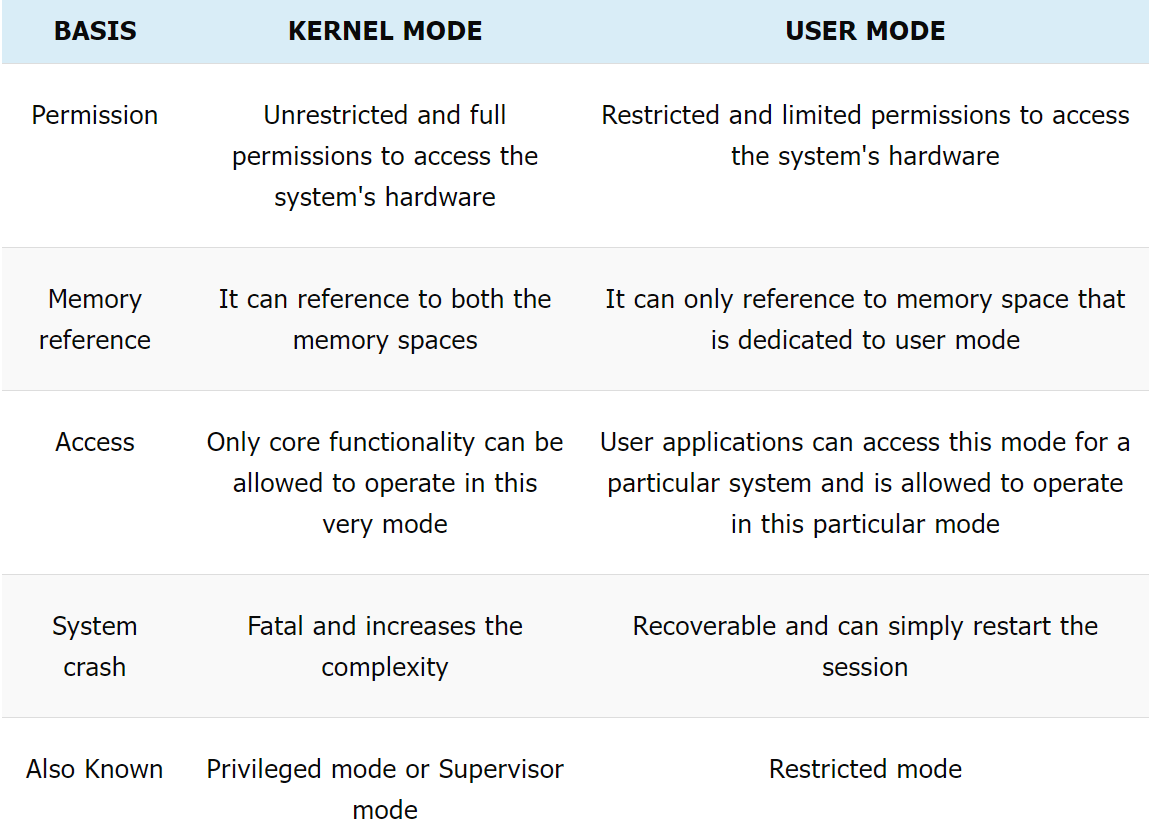 BASIS KERNEL MODE USER MODE
Permission Unrestricted and full Restricted and limited permissions to access
permissions to access the the system's hardware
system's hardware
Memory It can reference to both the It can only reference to memory space that
reference memory spaces is dedicated to user mode
Access Only core functionality can be User applications can access this mode for a
allowed to operate in this particular system and is allowed to operate
very mode in this particular mode
System Fatal and increases the Recoverable and can simply restart the
crash complexity session
Also Known Privileged mode or Supervisor Restricted mode
mode